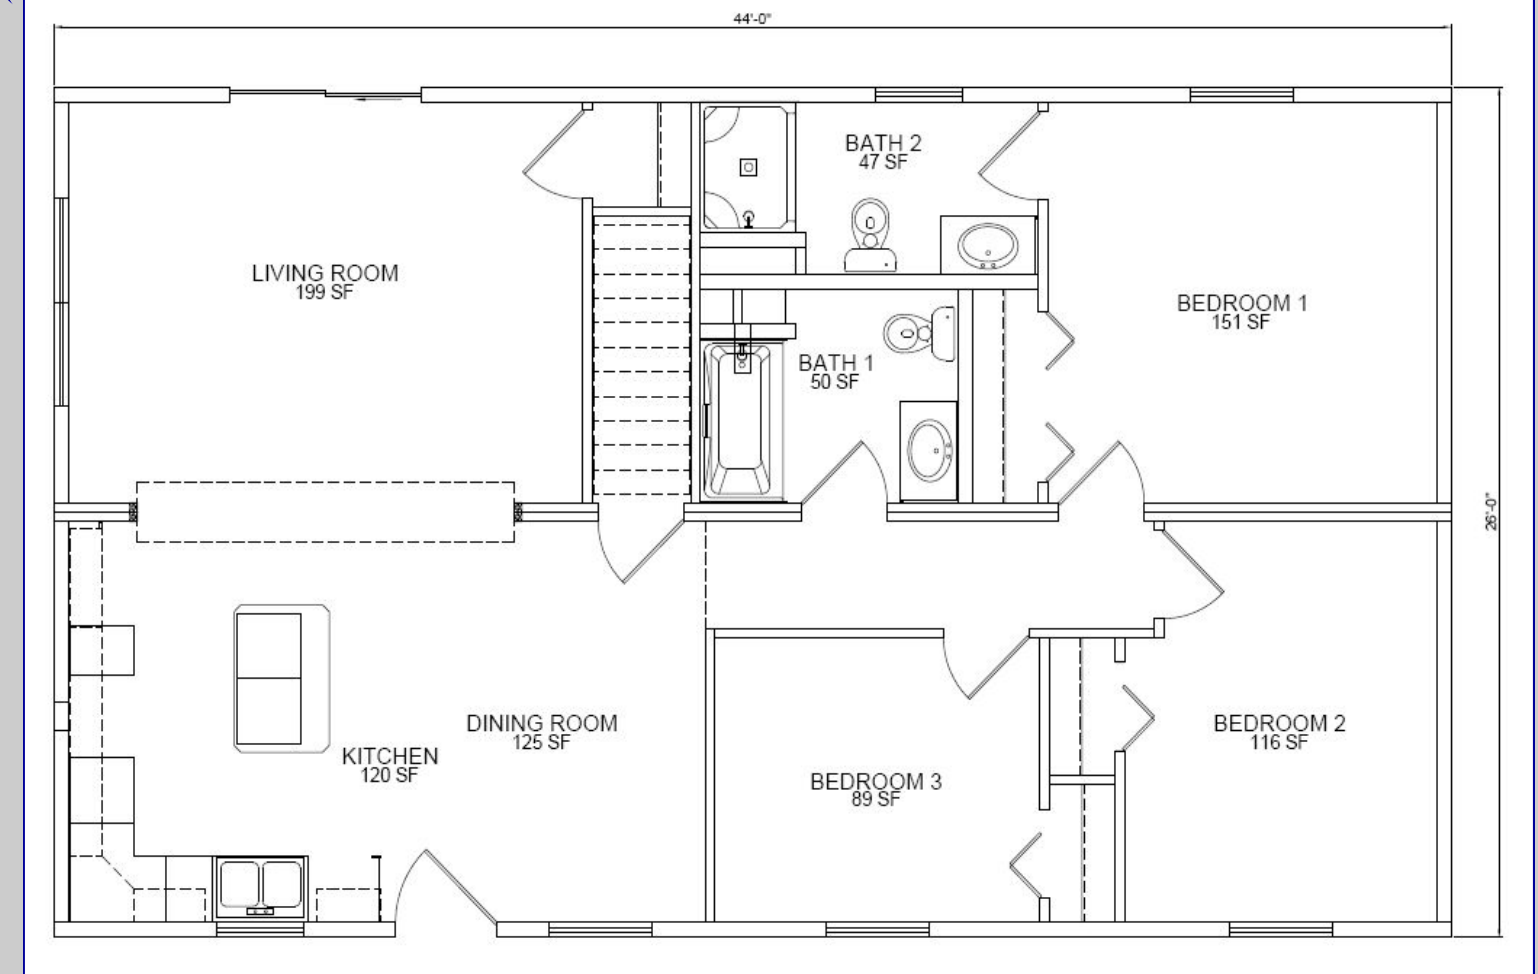 44'-0"
BATH 2
47 SF
LIVING ROOM
199 SF
BEDROOM 1
151 SF
BATH 1
50 SF
26'-0"
DINING ROOM
125 SF
BEDROOM 2
116 SF
KITCHEN
120 SF
BEDROOM 3
89 SF